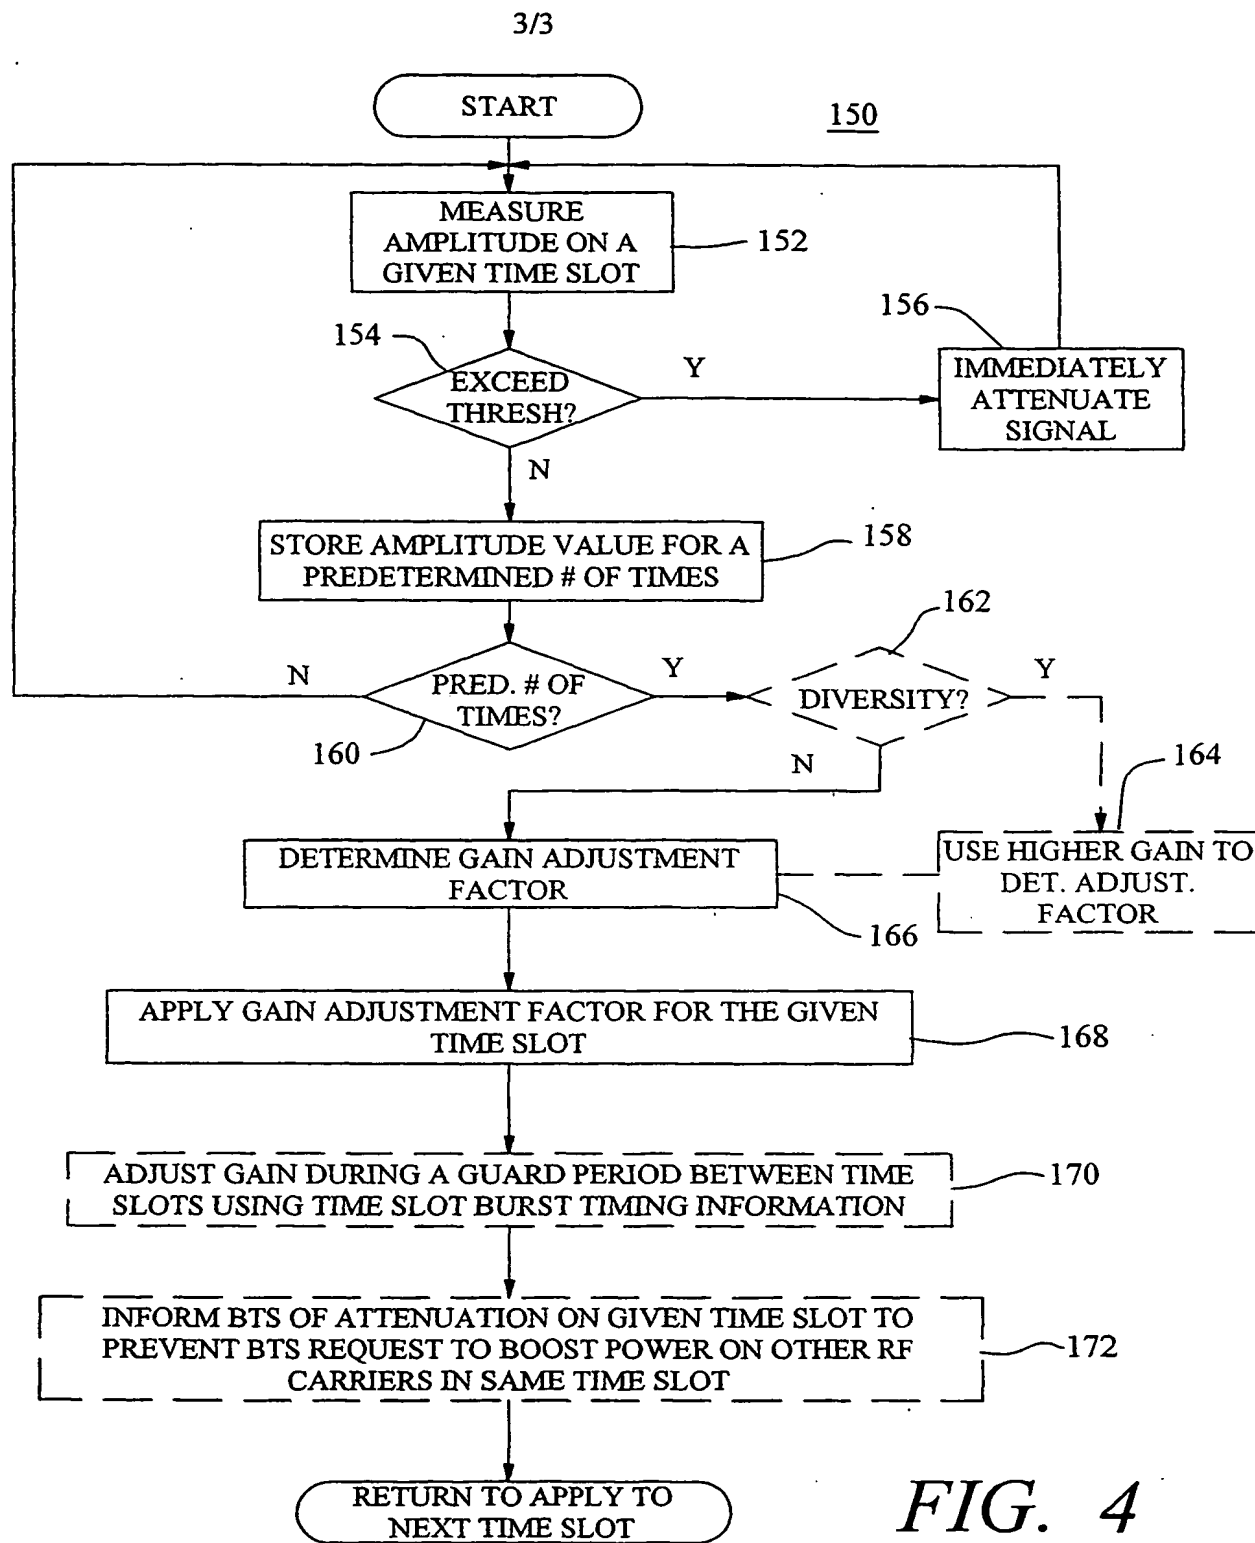 3/3
START
150
MEASURE
AMPLITUDE ON A
GIVEN TIME SLOT
152
154
EXCEED
THRESH?
Y
156
IMMEDIATELY
ATTENUATE
SIGNAL
N
STORE AMPLITUDE VALUE FOR A
PREDETERMINED # OF TIMES
158
162
N
PRED. # OF
TIMES?
Y
DIVERSITY?
Y
160
N
164
DETERMINE GAIN ADJUSTMENT
FACTOR
166
USE HIGHER GAIN TO
DET. ADJUST.
FACTOR
APPLY GAIN ADJUSTMENT FACTOR FOR THE GIVEN
TIME SLOT
168
ADJUST GAIN DURING A GUARD PERIOD BETWEEN TIME
SLOTS USING TIME SLOT BURST TIMING INFORMATION
170
INFORM BTS OF ATTENUATION ON GIVEN TIME SLOT TO
PREVENT BTS REQUEST TO BOOST POWER ON OTHER RF
CARRIERS IN SAME TIME SLOT
172
RETURN TO APPLY TO
NEXT TIME SLOT
FIG. 4